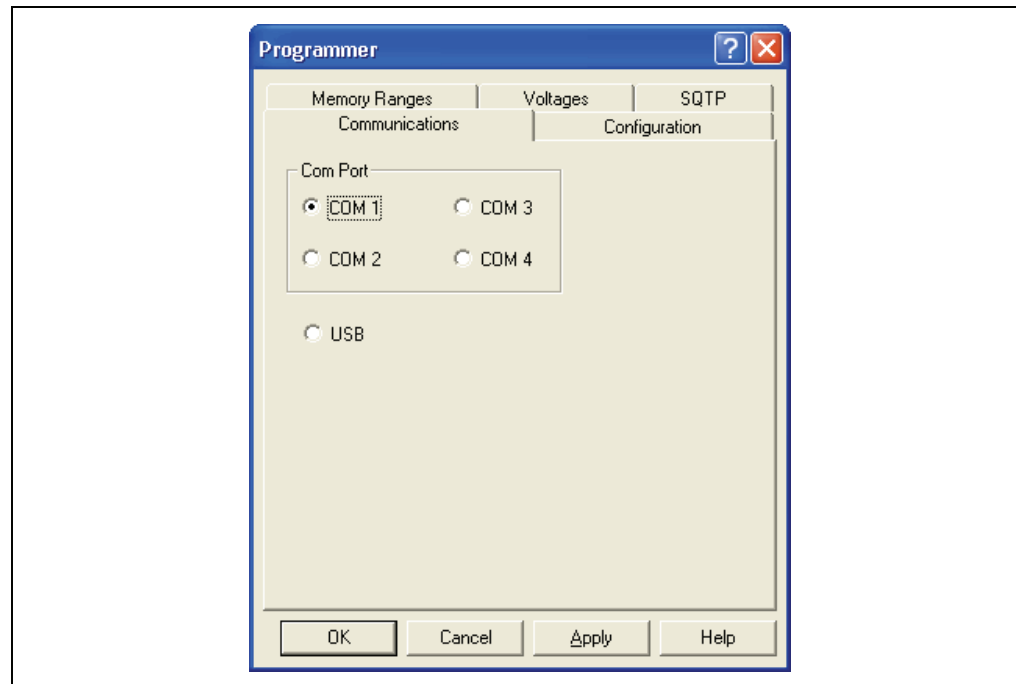 Programmer
Memory Ranges Voltages SQTP
Communications Configuration
Com Port
COM 1 COM 3
COM 2 COM 4
USB
OK Cancel Apply Help